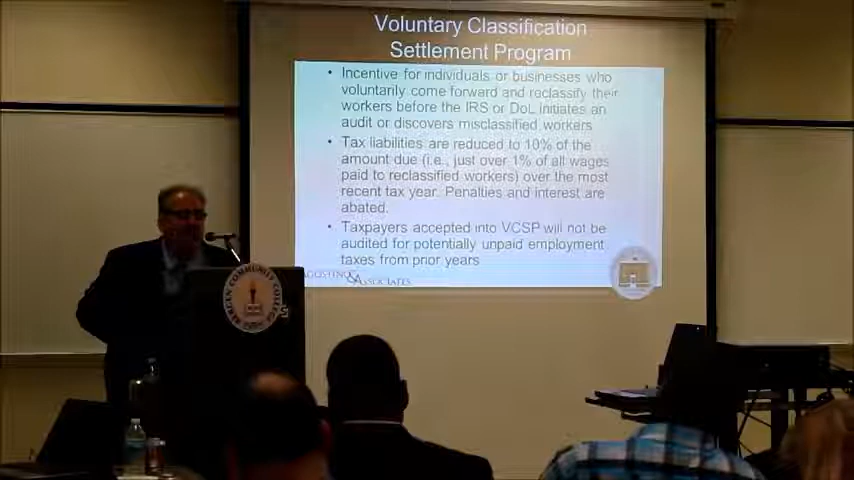 Voluntary Classification
Settlement Program
• Incentive for individuals or businesses who
voluntarily come forward and reclassify their
workers before the IRS or DoL initiates an
audit or discovers misclassified workers
• Tax liabilities are reduced to 10% of the
amount due (i.e., just over 1% of all wages
paid to reclassified workers) over the most
recent tax year. Penalties and interest are
abated.
• Taxpayers accepted into VCSP will not be
audited for potentially unpaid employment
taxes from prior years
& ASSOCIATES
BERGEN COMMUNITY COLLEGE